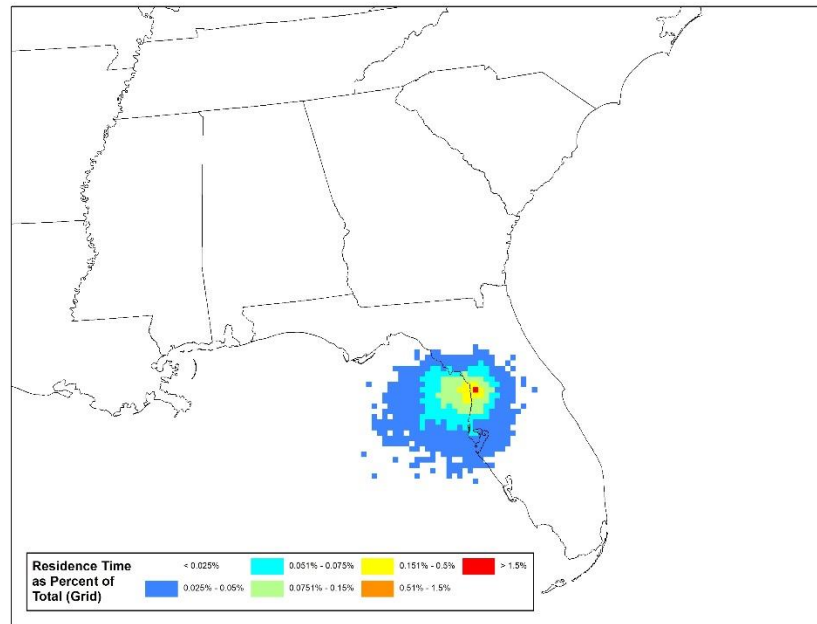 Residence Time
as Percent of
Total (Grid)
< 0.025%
0.051% - 0.075%
0.151% - 0.5%
> 1.5%
0.025% - 0.05%
0.0751% - 0.15%
0.51% - 1.5%